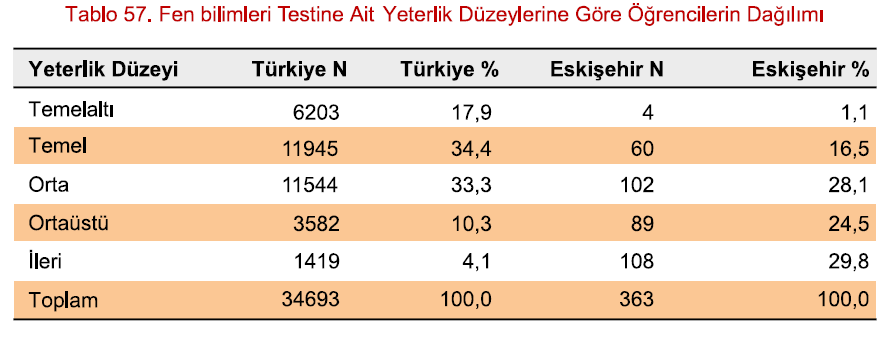 Tablo 57. Fen bilimleri Testine Ait Yeterlik Düzeylerine Göre Öğrencilerin Dağılımı
Yeterlik Düzeyi Türkiye N Türkiye % Eskişehir N Eskişehir %
Temelaltı 6203 17,9 4 1,1
Temel 11945 34,4 60 16,5
Orta 11544 33,3 102 28,1
Ortaüstü 3582 10,3 89 24,5
İleri 1419 4,1 108 29,8
Toplam 34693 100,0 363 100,0